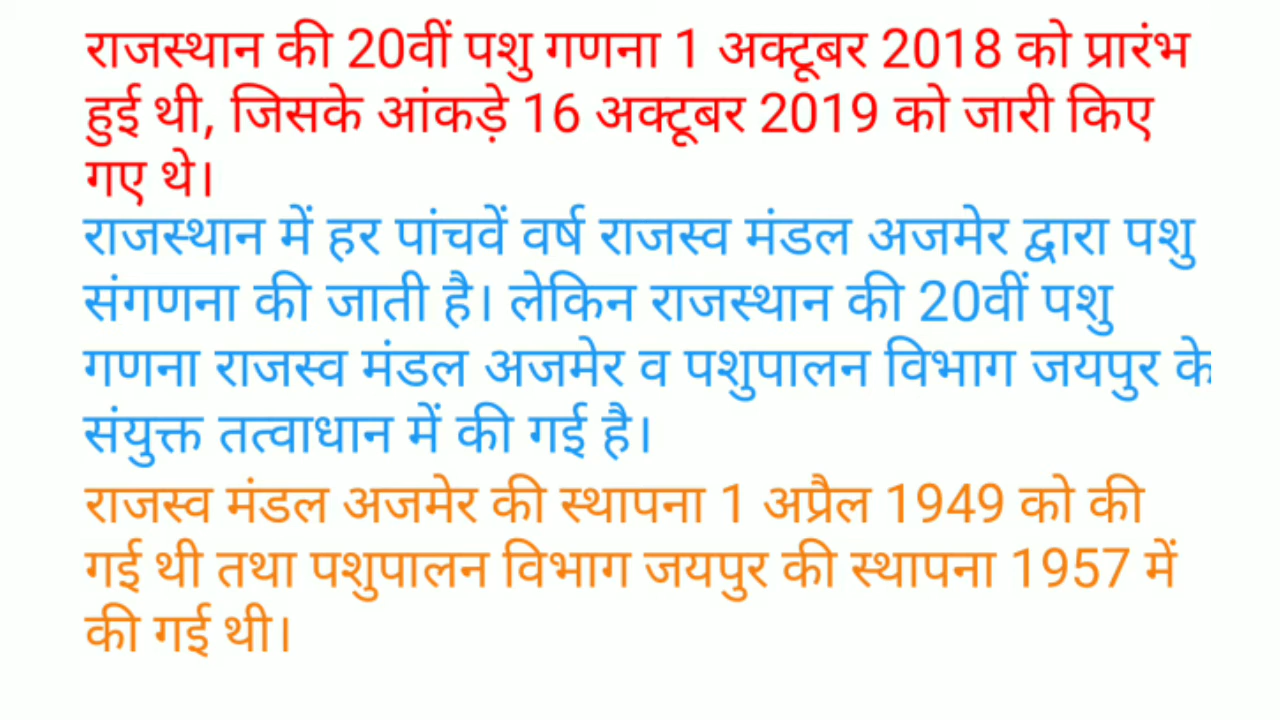 राजस्थान की 20वीं पशु गणना 1 अक्टूबर 2018 को प्रारंभ
हुई थी, जिसके आंकड़े 16 अक्टूबर 2019 को जारी किए
गए थे।
राजस्थान में हर पांचवें वर्ष राजस्व मंडल अजमेर द्वारा पशु
संगणना की जाती है। लेकिन राजस्थान की 20वीं पशु
गणना राजस्व मंडल अजमेर व पशुपालन विभाग जयपुर के
संयुक्त तत्वाधान में की गई है।
राजस्व मंडल अजमेर की स्थापना 1 अप्रैल 1949 को की
गई थी तथा पशुपालन विभाग जयपुर की स्थापना 1957 में
की गई थी।